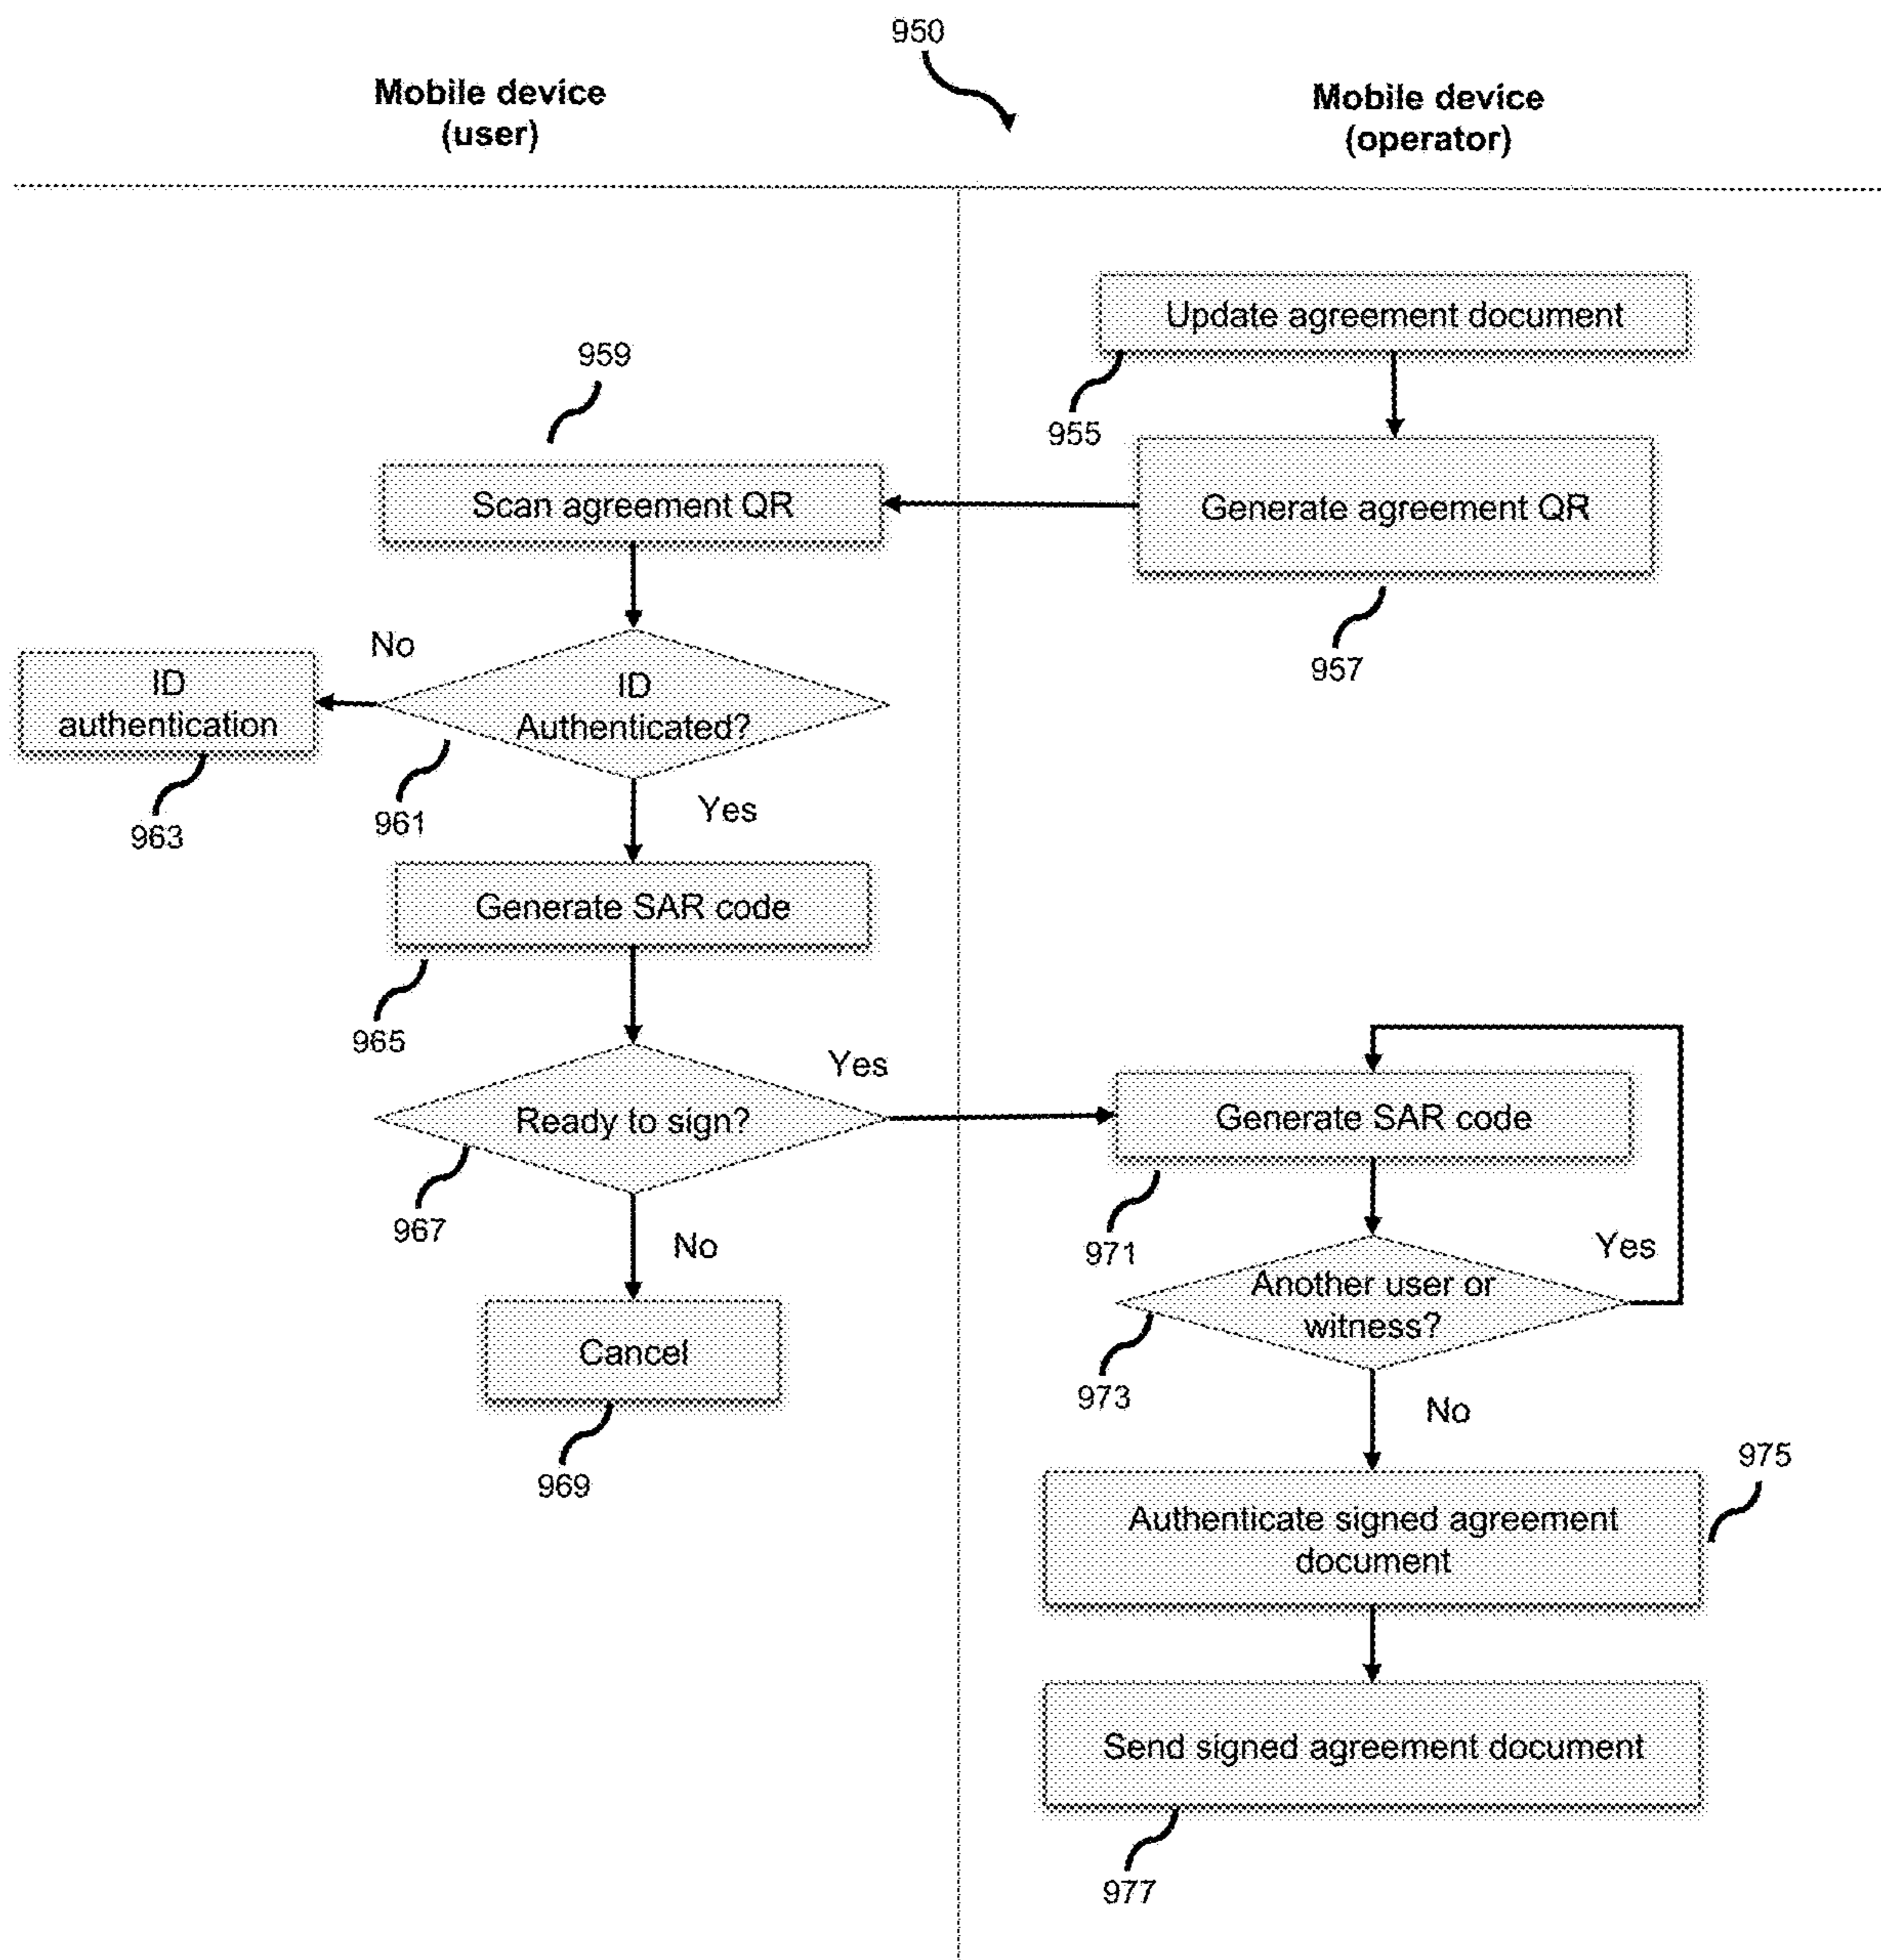 950
Mobile device
(user)
Mobile device
(operator)
Update agreement document
955
959
Scan agreement QR
Generate agreement QR
957
No
ID
authentication
963
ID
Authenticated?
961
Yes
Generate SAR code
965
Ready to sign?
Yes
967
No
Cancel
969
Generate SAR code
971
Another user or
witness?
Yes
973
No
Authenticate signed agreement
document
975
Send signed agreement document
977